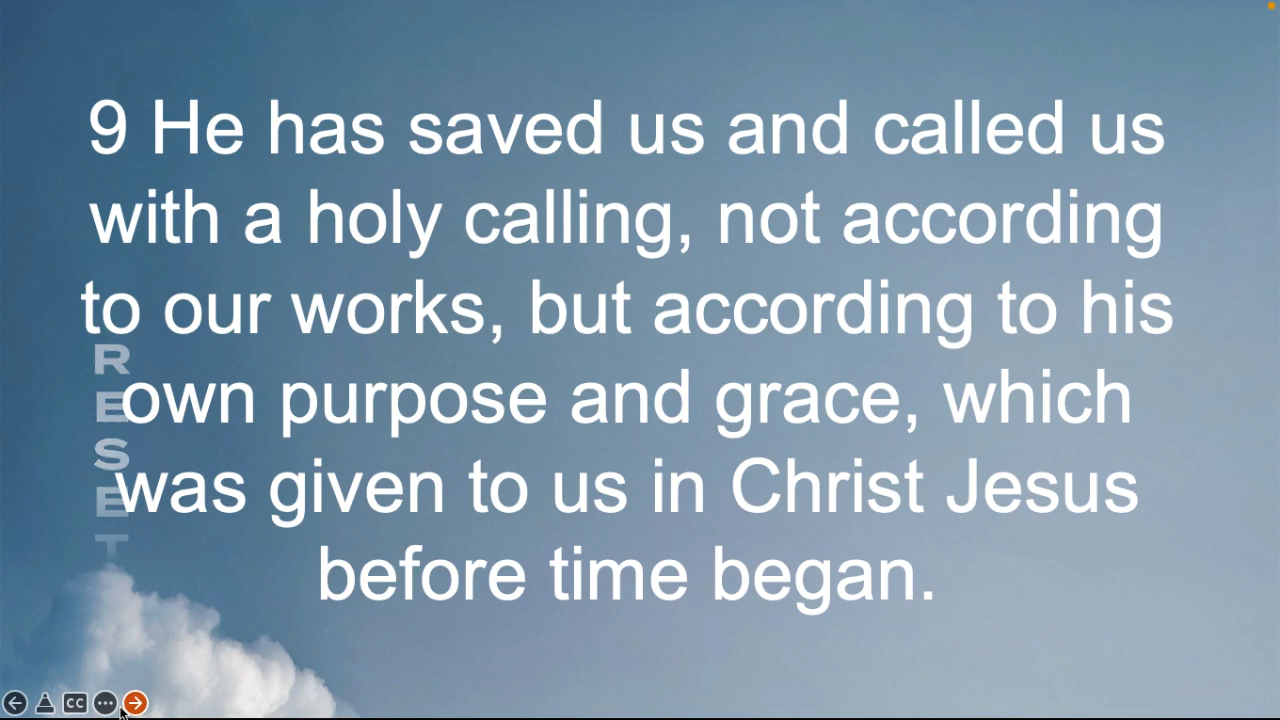 9 He has saved us and called us
with a holy calling, not according
to our works, but according to his
own purpose and grace, which
was given to us in Christ Jesus
before time began.
RESET
CC